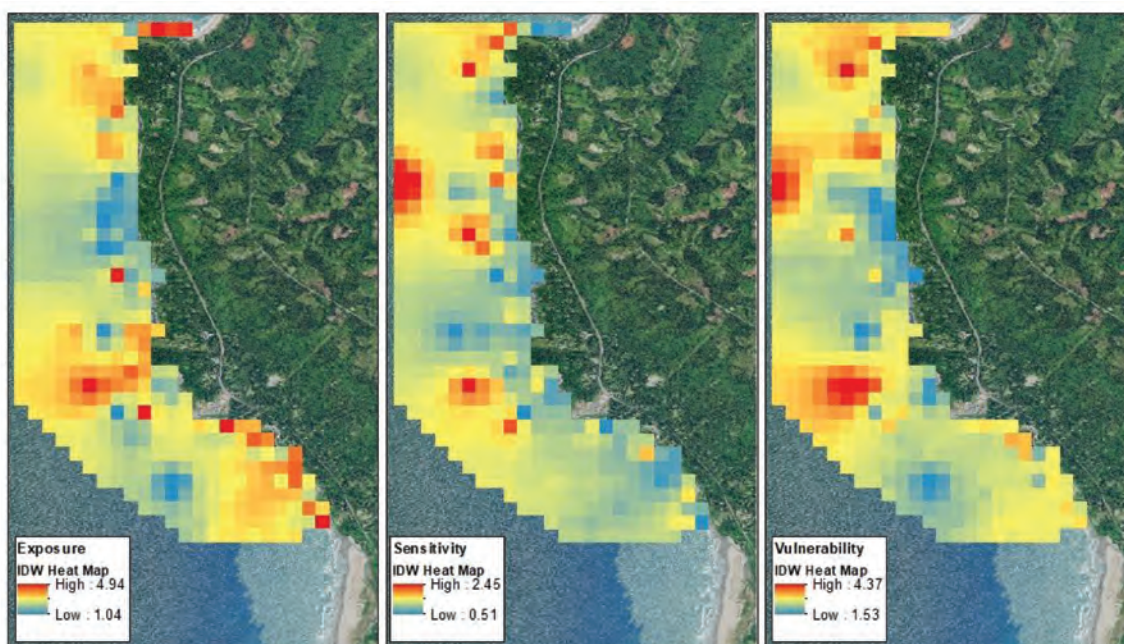 Exposure
IDW Heat Map
High : 4.94
Low : 1.04
Sensitivity
IDW Heat Map
High : 2.45
Low : 0.51
Vulnerability
IDW Heat Map
High : 4.37
Low : 1.53